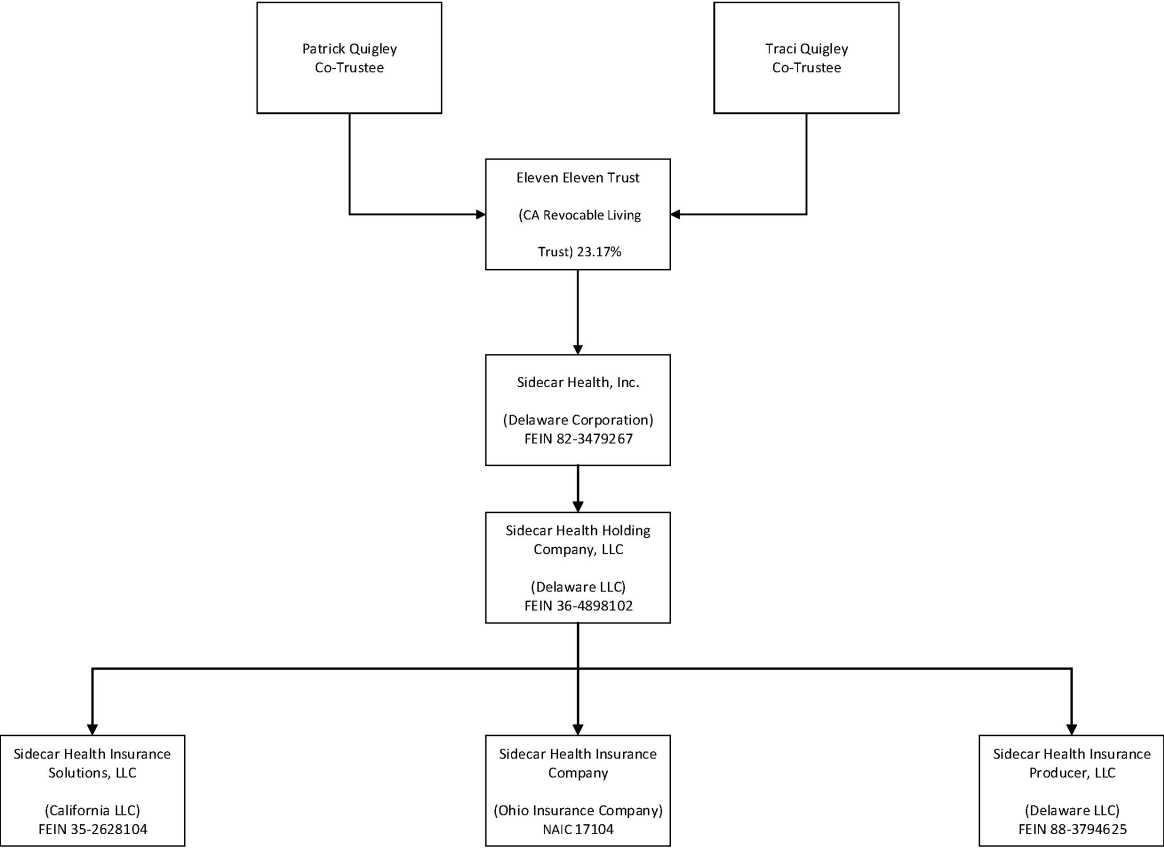 Patrick Quigley
Co-Trustee
Traci Quigley
Co-Trustee
Eleven Eleven Trust
(CA Revocable Living
Trust) 23.17%
Sidecar Health, Inc.
(Delaware Corporation)
FEIN 82-3479267
Sidecar Health Holding
Company, LLC
(Delaware LLC)
FEIN 36-4898102
Sidecar Health Insurance
Solutions, LLC
(California LLC)
FEIN 35-2628104
Sidecar Health Insurance
Company
(Ohio Insurance Company)
NAIC 17104
Sidecar Health Insurance
Producer, LLC
(Delaware LLC)
FEIN 88-3794625